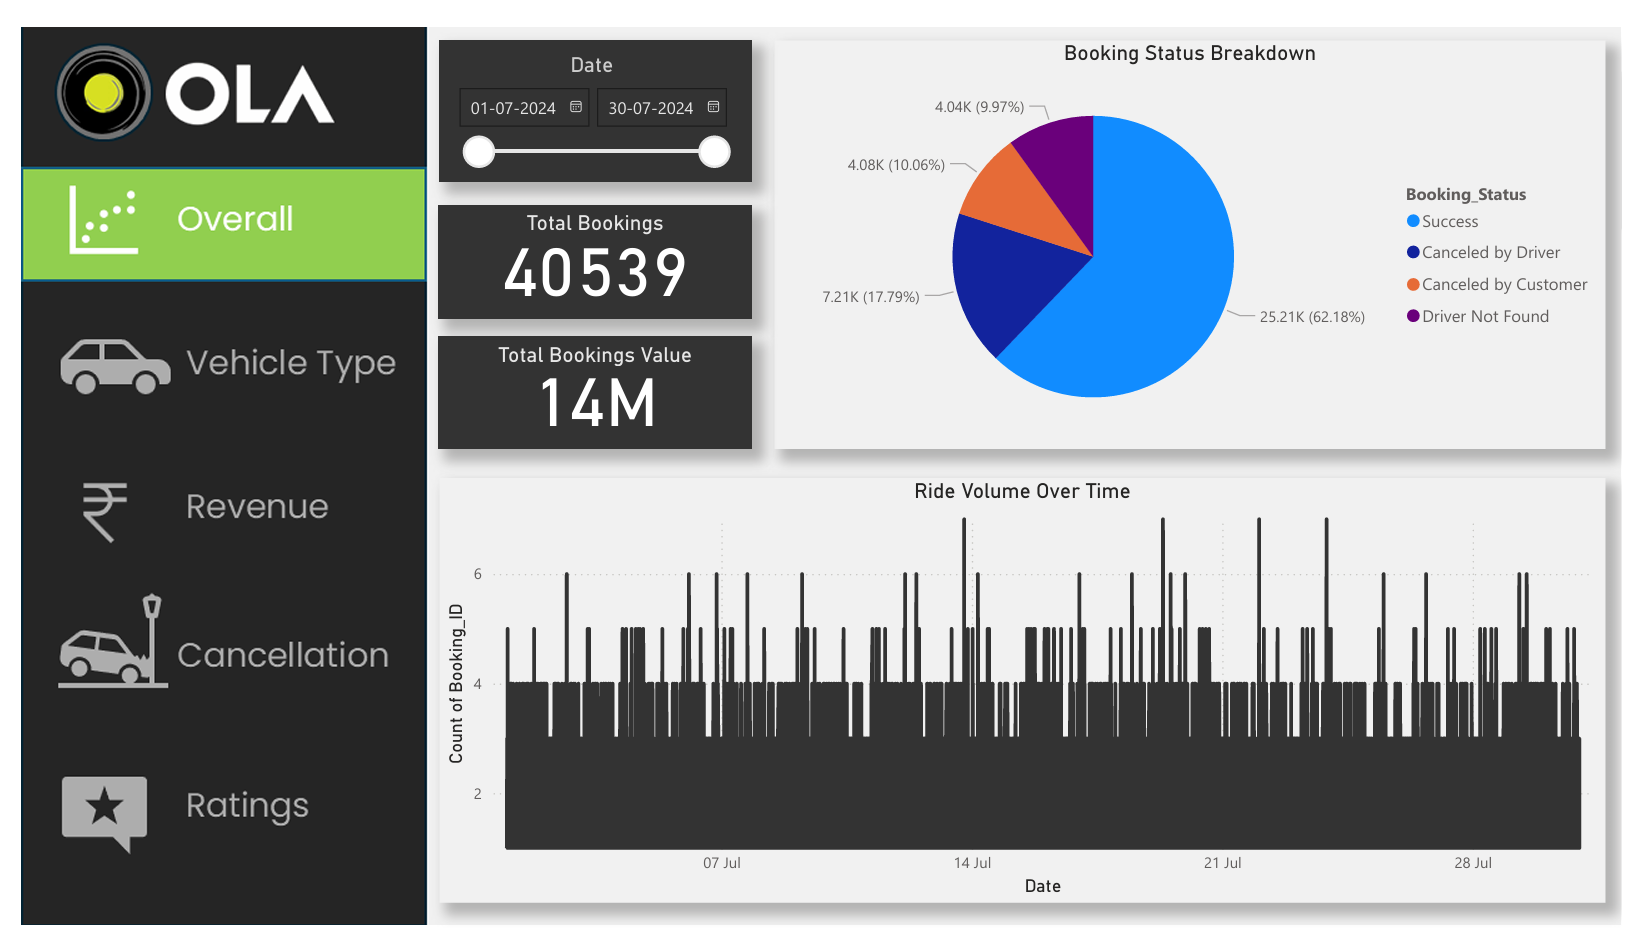 OLA
Overall
Vehicle Type
Revenue
Cancellation
Ratings
Date
01-07-2024
30-07-2024
Total Bookings
40539
Total Bookings Value
14M
Booking Status Breakdown
4.04K (9.97%)
4.08K (10.06%)
7.21K (17.79%)
25.21K (62.18%)
Booking_Status
Success
Canceled by Driver
Canceled by Customer
Driver Not Found
Ride Volume Over Time
Count of Booking_ID
6
4
2
07 Jul
14 Jul
21 Jul
28 Jul
Date